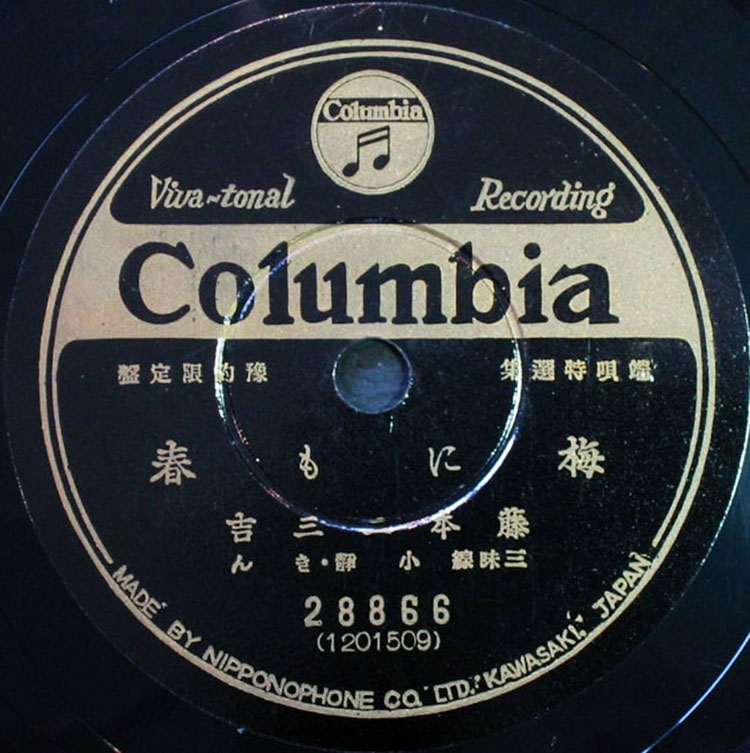 Columbia
Viva-tonal Recording
Columbia
端唄特選集 豫約限定盤
梅にも春
藤本二三吉
三味線 小靜・きん
28866
(1201509)
MADE BY NIPPONOPHONE CO. LTD. KAWASAKI, JAPAN